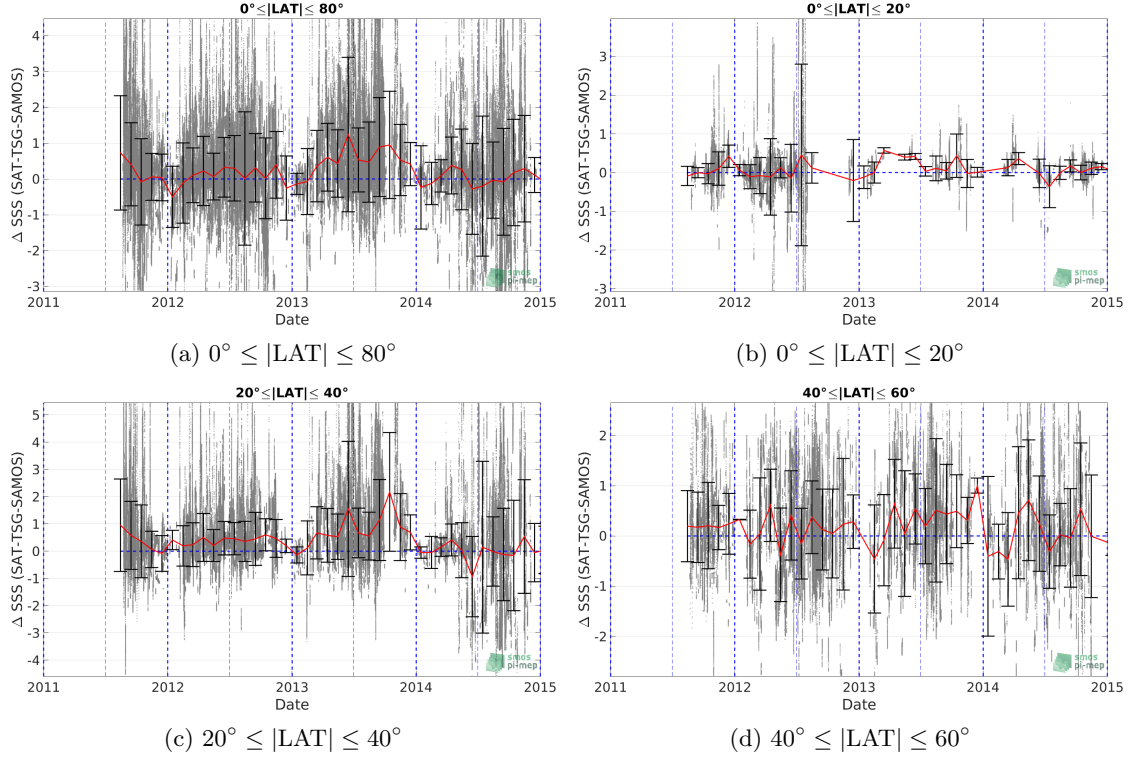 0°≤|LAT|≤ 80°
Δ SSS (SAT-TSG-SAMOS)
4
3
2
1
0
-1
-2
-3
2011 2012 2013 2014 2015
Date
smos
pi-mep
(a) 0° ≤ |LAT| ≤ 80°
0°≤|LAT|≤ 20°
Δ SSS (SAT-TSG-SAMOS)
3
2
1
0
-1
-2
-3
2011 2012 2013 2014 2015
Date
smos
pi-mep
(b) 0° ≤ |LAT| ≤ 20°
20°≤|LAT|≤ 40°
Δ SSS (SAT-TSG-SAMOS)
5
4
3
2
1
0
-1
-2
-3
-4
2011 2012 2013 2014 2015
Date
smos
pi-mep
(c) 20° ≤ |LAT| ≤ 40°
40°≤|LAT|≤ 60°
Δ SSS (SAT-TSG-SAMOS)
2
1
0
-1
-2
2011 2012 2013 2014 2015
Date
smos
pi-mep
(d) 40° ≤ |LAT| ≤ 60°